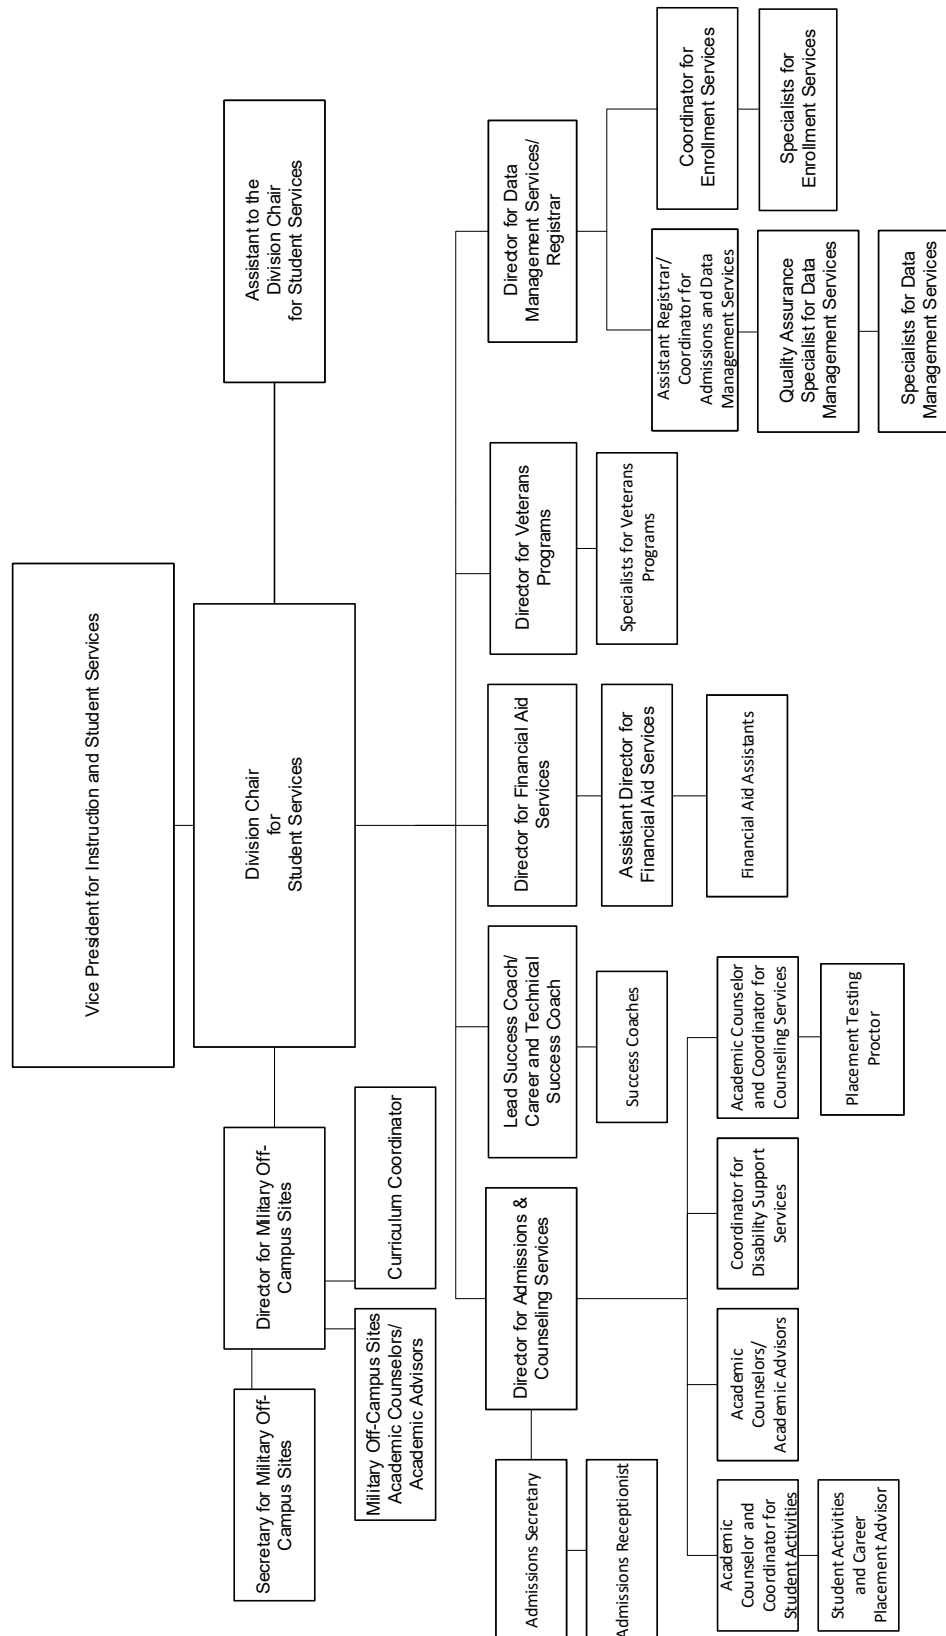 Vice President for Instruction and Student Services
Secretary for Military Off-
Campus Sites
Director for Military Off-
Campus Sites
Division Chair
for
Student Services
Assistant to the
Division Chair
for Student Services
Military Off-Campus Sites
Academic Counselors/
Academic Advisors
Curriculum Coordinator
Admissions Secretary
Admissions Receptionist
Director for Admissions &
Counseling Services
Lead Success Coach/
Career and Technical
Success Coach
Director for Financial Aid
Services
Director for Veterans
Programs
Director for Data
Management Services/
Registrar
Success Coaches
Assistant Director for
Financial Aid Services
Specialists for Veterans
Programs
Assistant Registrar/
Coordinator for
Admissions and Data
Management Services
Coordinator for
Enrollment Services
Financial Aid Assistants
Quality Assurance
Specialist for Data
Management Services
Specialists for
Enrollment Services
Specialists for Data
Management Services
Academic
Counselor and
Coordinator for
Student Activities
Academic
Counselors/
Academic Advisors
Coordinator for
Disability Support
Services
Academic Counselor
and Coordinator for
Counseling Services
Student Activities
and Career
Placement Advisor
Placement Testing
Proctor